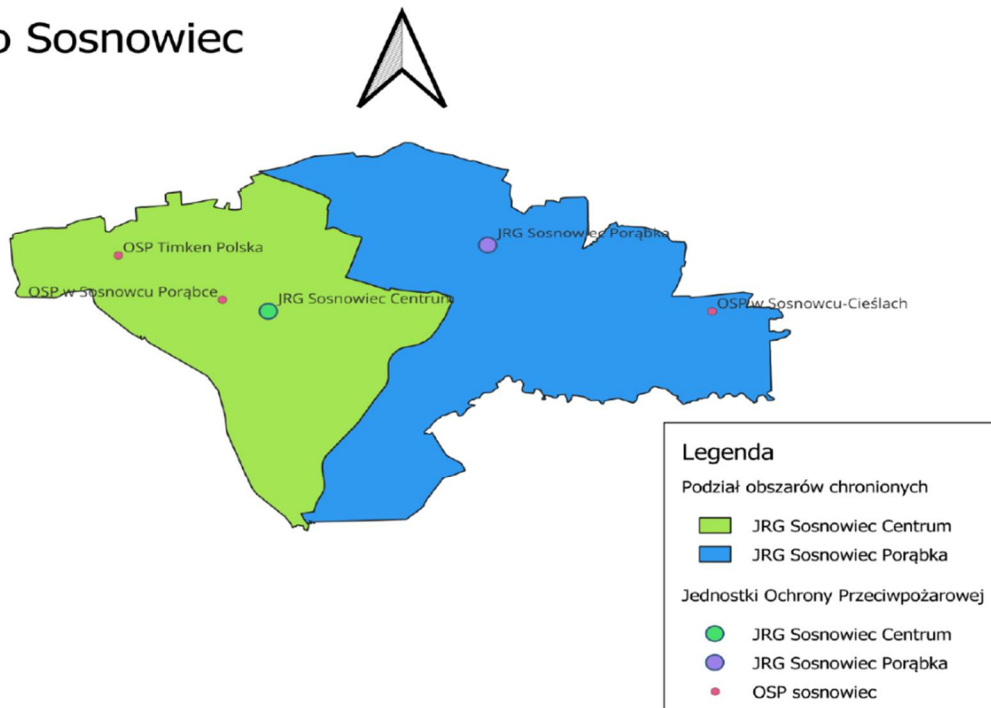 o Sosnowiec
JRG Sosnowiec Porąbka
OSP Timken Polska
OSP w Sosnowcu Porąbce
JRG Sosnowiec Centrum
OSP w Sosnowcu-Cieślach
Legenda
Podział obszarów chronionych
JRG Sosnowiec Centrum
JRG Sosnowiec Porąbka
Jednostki Ochrony Przeciwpożarowej
JRG Sosnowiec Centrum
JRG Sosnowiec Porąbka
OSP sosnowiec